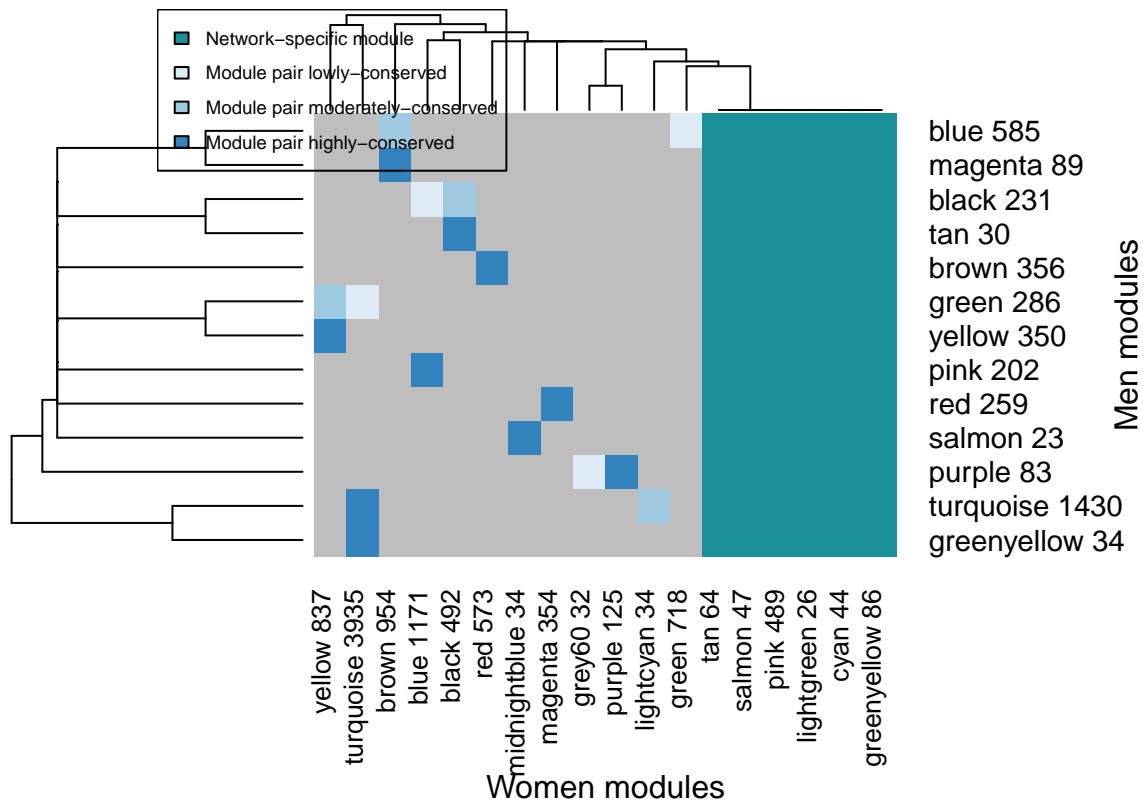 Network−specific module
Module pair lowly−conserved
Module pair moderately−conserved
Module pair highly−conserved
blue 585
magenta 89
black 231
tan 30
brown 356
green 286
yellow 350
pink 202
red 259
salmon 23
purple 83
turquoise 1430
greenyellow 34
Men modules
yellow 837
turquoise 3935
brown 954
blue 1171
black 492
red 573
midnightblue 34
magenta 354
grey60 32
purple 125
lightcyan 34
green 718
tan 64
salmon 47
pink 489
lightgreen 26
cyan 44
greenyellow 86
Women modules